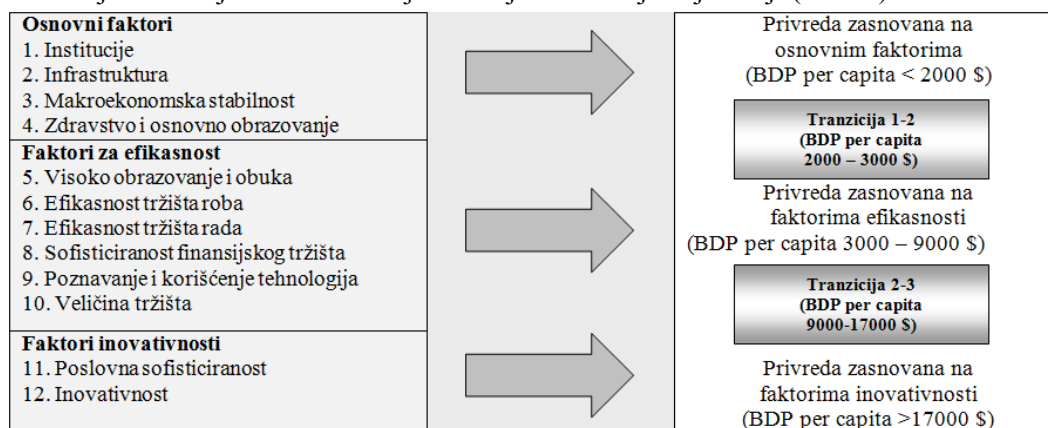 Osnovni faktori
1. Institucije
2. Infrastruktura
3. Makroekonomska stabilnost
4. Zdravstvo i osnovno obrazovanje
Faktori za efikasnost
5. Visoko obrazovanje i obuka
6. Efikasnost tržišta roba
7. Efikasnost tržišta rada
8. Sofisticiranost finansijskog tržišta
9. Poznavanje i korišćenje tehnologija
10. Veličina tržišta
Faktori inovativnosti
11. Poslovna sofisticiranost
12. Inovativnost
Privreda zasnovana na
osnovnim faktorima
(BDP per capita < 2000 $)
Tranzicija 1-2
(BDP per capita
2000 – 3000 $)
Privreda zasnovana na
faktorima efikasnosti
(BDP per capita 3000 – 9000 $)
Tranzicija 2-3
(BDP per capita
9000-17000 $)
Privreda zasnovana na
faktorima inovativnosti
(BDP per capita >17000 $)